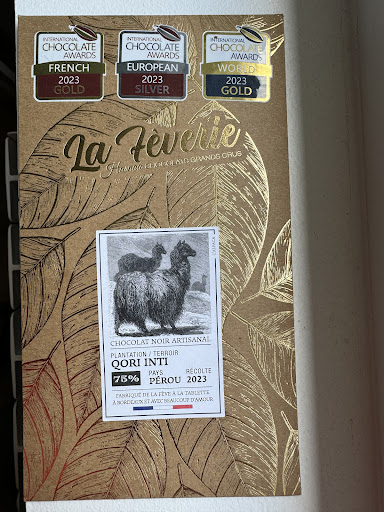 INTERNATIONAL
CHOCOLATE
AWARDS
FRENCH
2023
GOLD
INTERNATIONAL
CHOCOLATE
AWARDS
EUROPEAN
2023
SILVER
INTERNATIONAL
CHOCOLATE
AWARDS
WORLD
2023
GOLD
La Fèverie
GRANDS CRUS
CHOCOLAT NOIR ARTISANAL
PLANTATION / TERROIR
QORI INTI
75% PAYS RÉCOLTE
PÉROU 2023
FABRIQUÉ DE LA FÈVE À LA TABLETTE
À BORDEAUX ET AVEC BEAUCOUP D'AMOUR